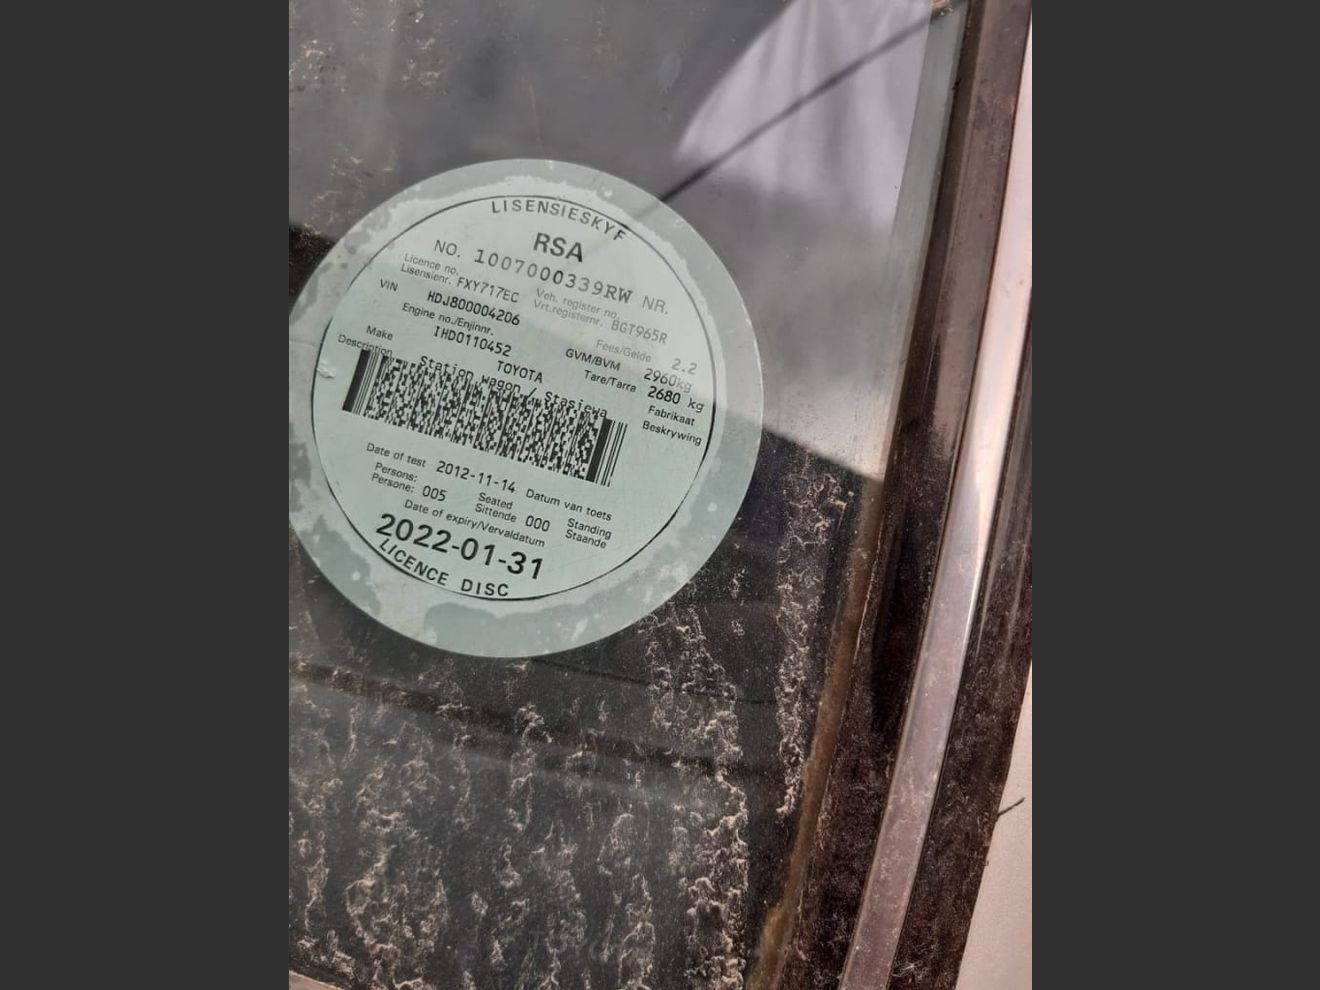 LISENSIESKYF
RSA
NO. 1007000339RW NR.
Licence no.
Lisensienr. FXY717EC
Veh. register no.
Vrt.registernr. BGT965R
VIN HDJ800004206
Fees/Gelde 2.2
Engine no./Enjinnr.
IHD0110452
GVM/BVM 2960kg
Make TOYOTA
Tare/Tarra 2680 kg
Fabrikaat
Description Station wagon / Stasiewa
Beskrywing
Date of test 2012-11-14 Datum van toets
Persons:
Persone: 005
Seated
Sittende 000
Standing
Staande
Date of expiry/Vervaldatum
2022-01-31
LICENCE DISC